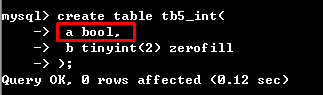 mysql> create table tb5_int(
    -> a bool,
    -> b tinyint(2) zerofill
    -> );
Query OK, 0 rows affected (0.12 sec)